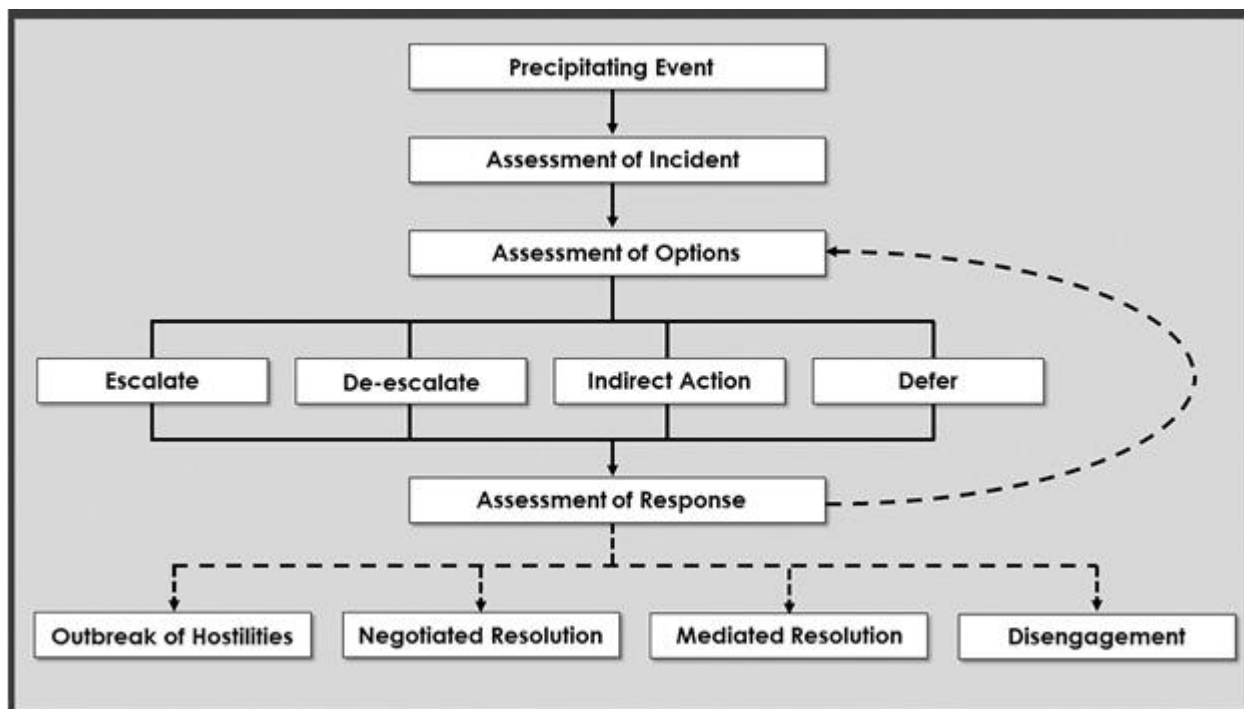 Precipitating Event
Assessment of Incident
Assessment of Options
Escalate
De-escalate
Indirect Action
Defer
Assessment of Response
Outbreak of Hostilities
Negotiated Resolution
Mediated Resolution
Disengagement